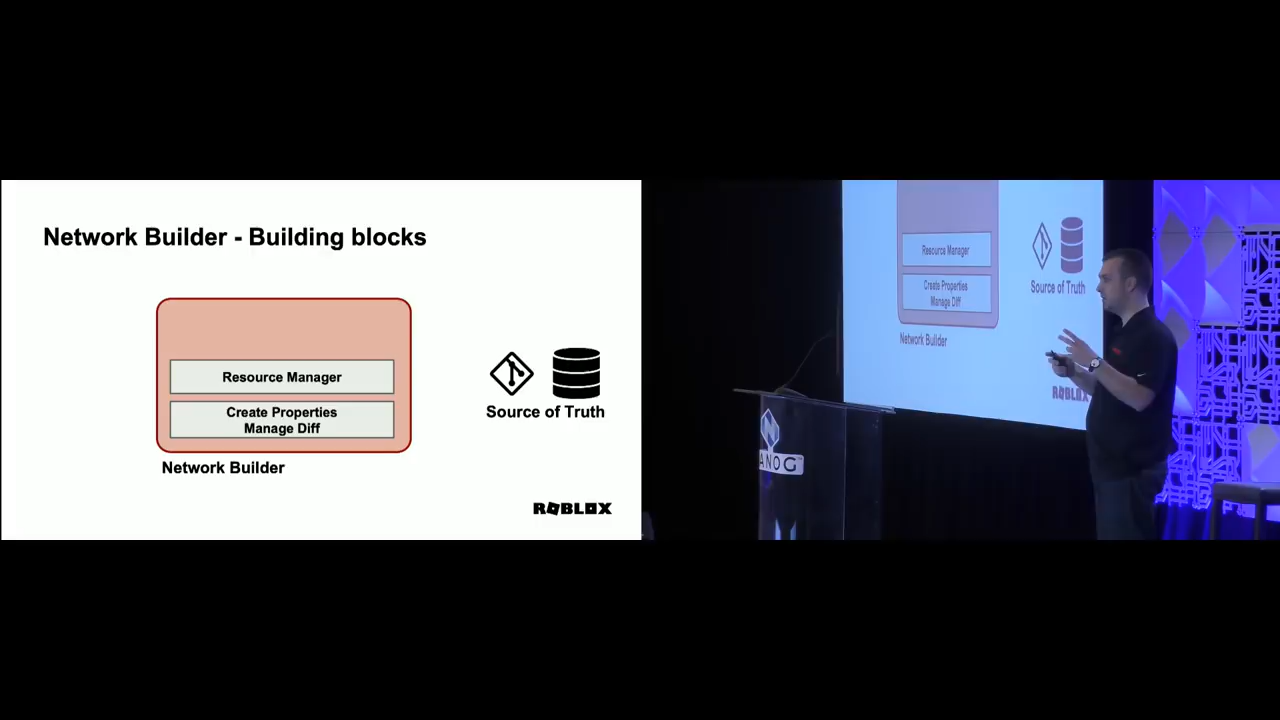 Network Builder - Building blocks
Resource Manager
Create Properties
Manage Diff
Network Builder
Source of Truth
ROBLOX
Resource Manager
Create Properties
Manage Diff
Network Builder
Source of Truth
ROBLOX
N
ANOG